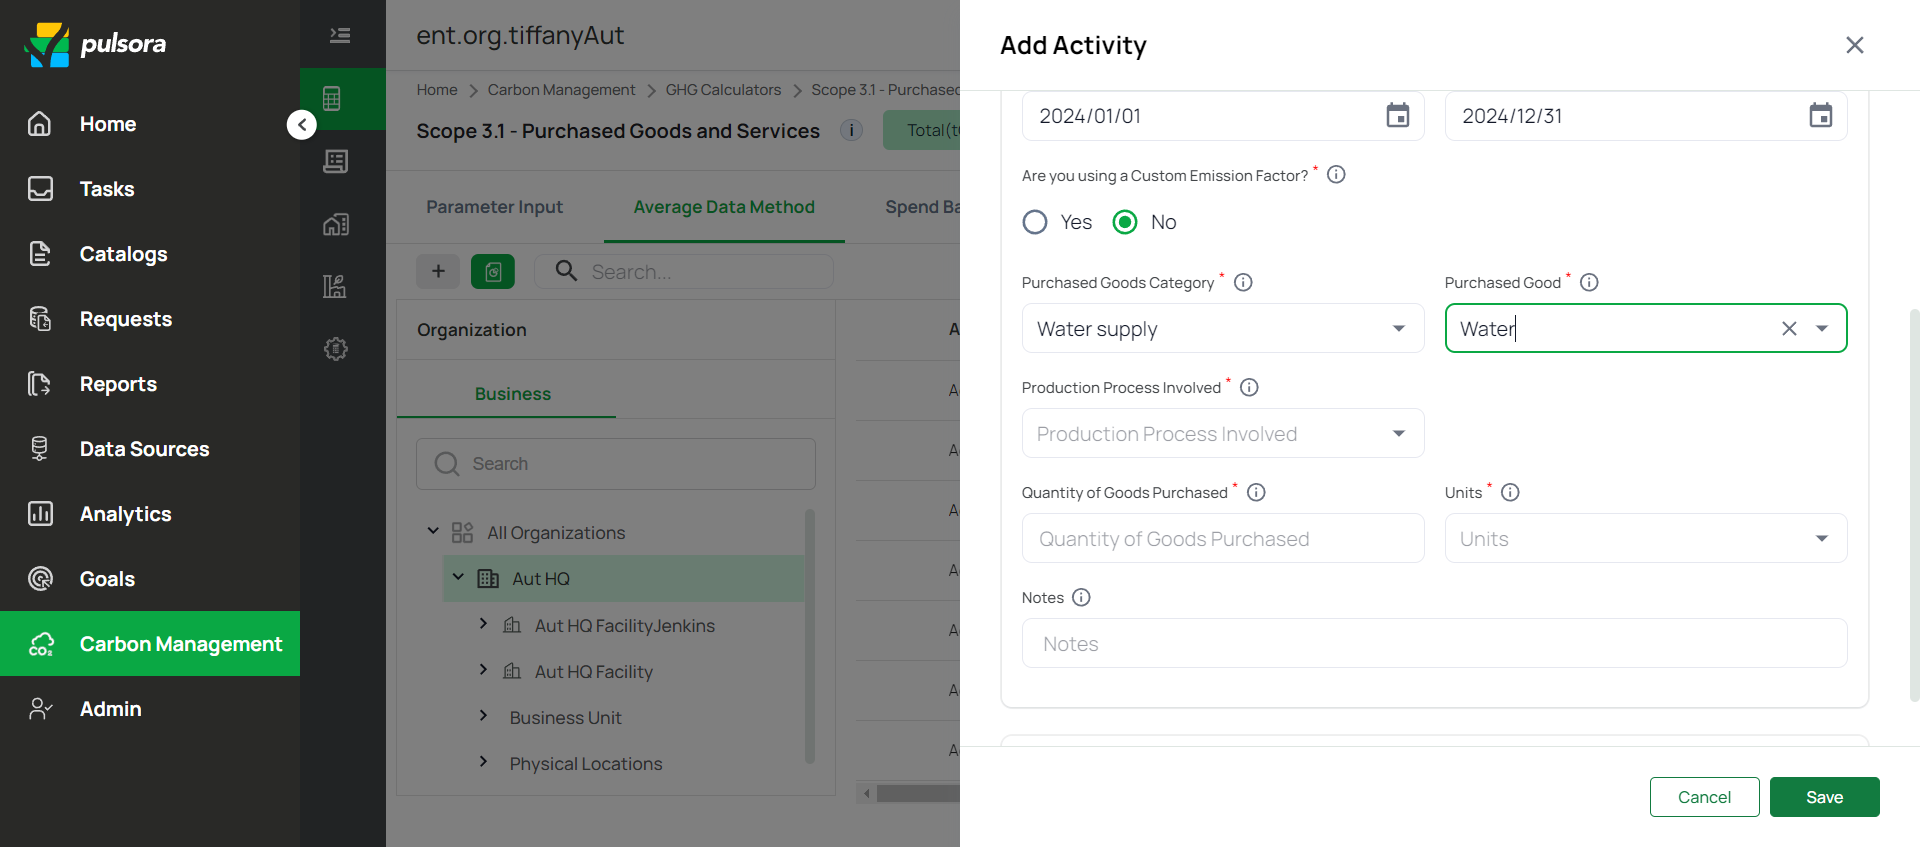 pulsora
Home
Tasks
Catalogs
Requests
Reports
Data Sources
Analytics
Goals
CO₂
Carbon Management
Admin
ent.org.tiffanyAut
Home > Carbon Management > GHG Calculators > Scope 3.1 - Purchased
Scope 3.1 - Purchased Goods and Services
Parameter Input
Average Data Method
Search...
Organization
Business
Search
All Organizations
Aut HQ
Aut HQ FacilityJenkins
Aut HQ Facility
Business Unit
Physical Locations
Add Activity
2024/01/01
2024/12/31
Are you using a Custom Emission Factor? *
Yes
No
Purchased Goods Category *
Purchased Good *
Water supply
Water
Production Process Involved *
Production Process Involved
Quantity of Goods Purchased *
Units *
Quantity of Goods Purchased
Units
Notes
Notes
Cancel
Save